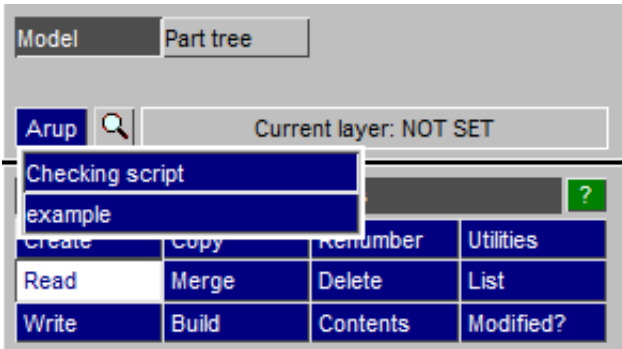 Model Part tree
Arup Current layer: NOT SET
Checking script
?
example
Create Copy Renumber Utilities
Read Merge Delete List
Write Build Contents Modified?